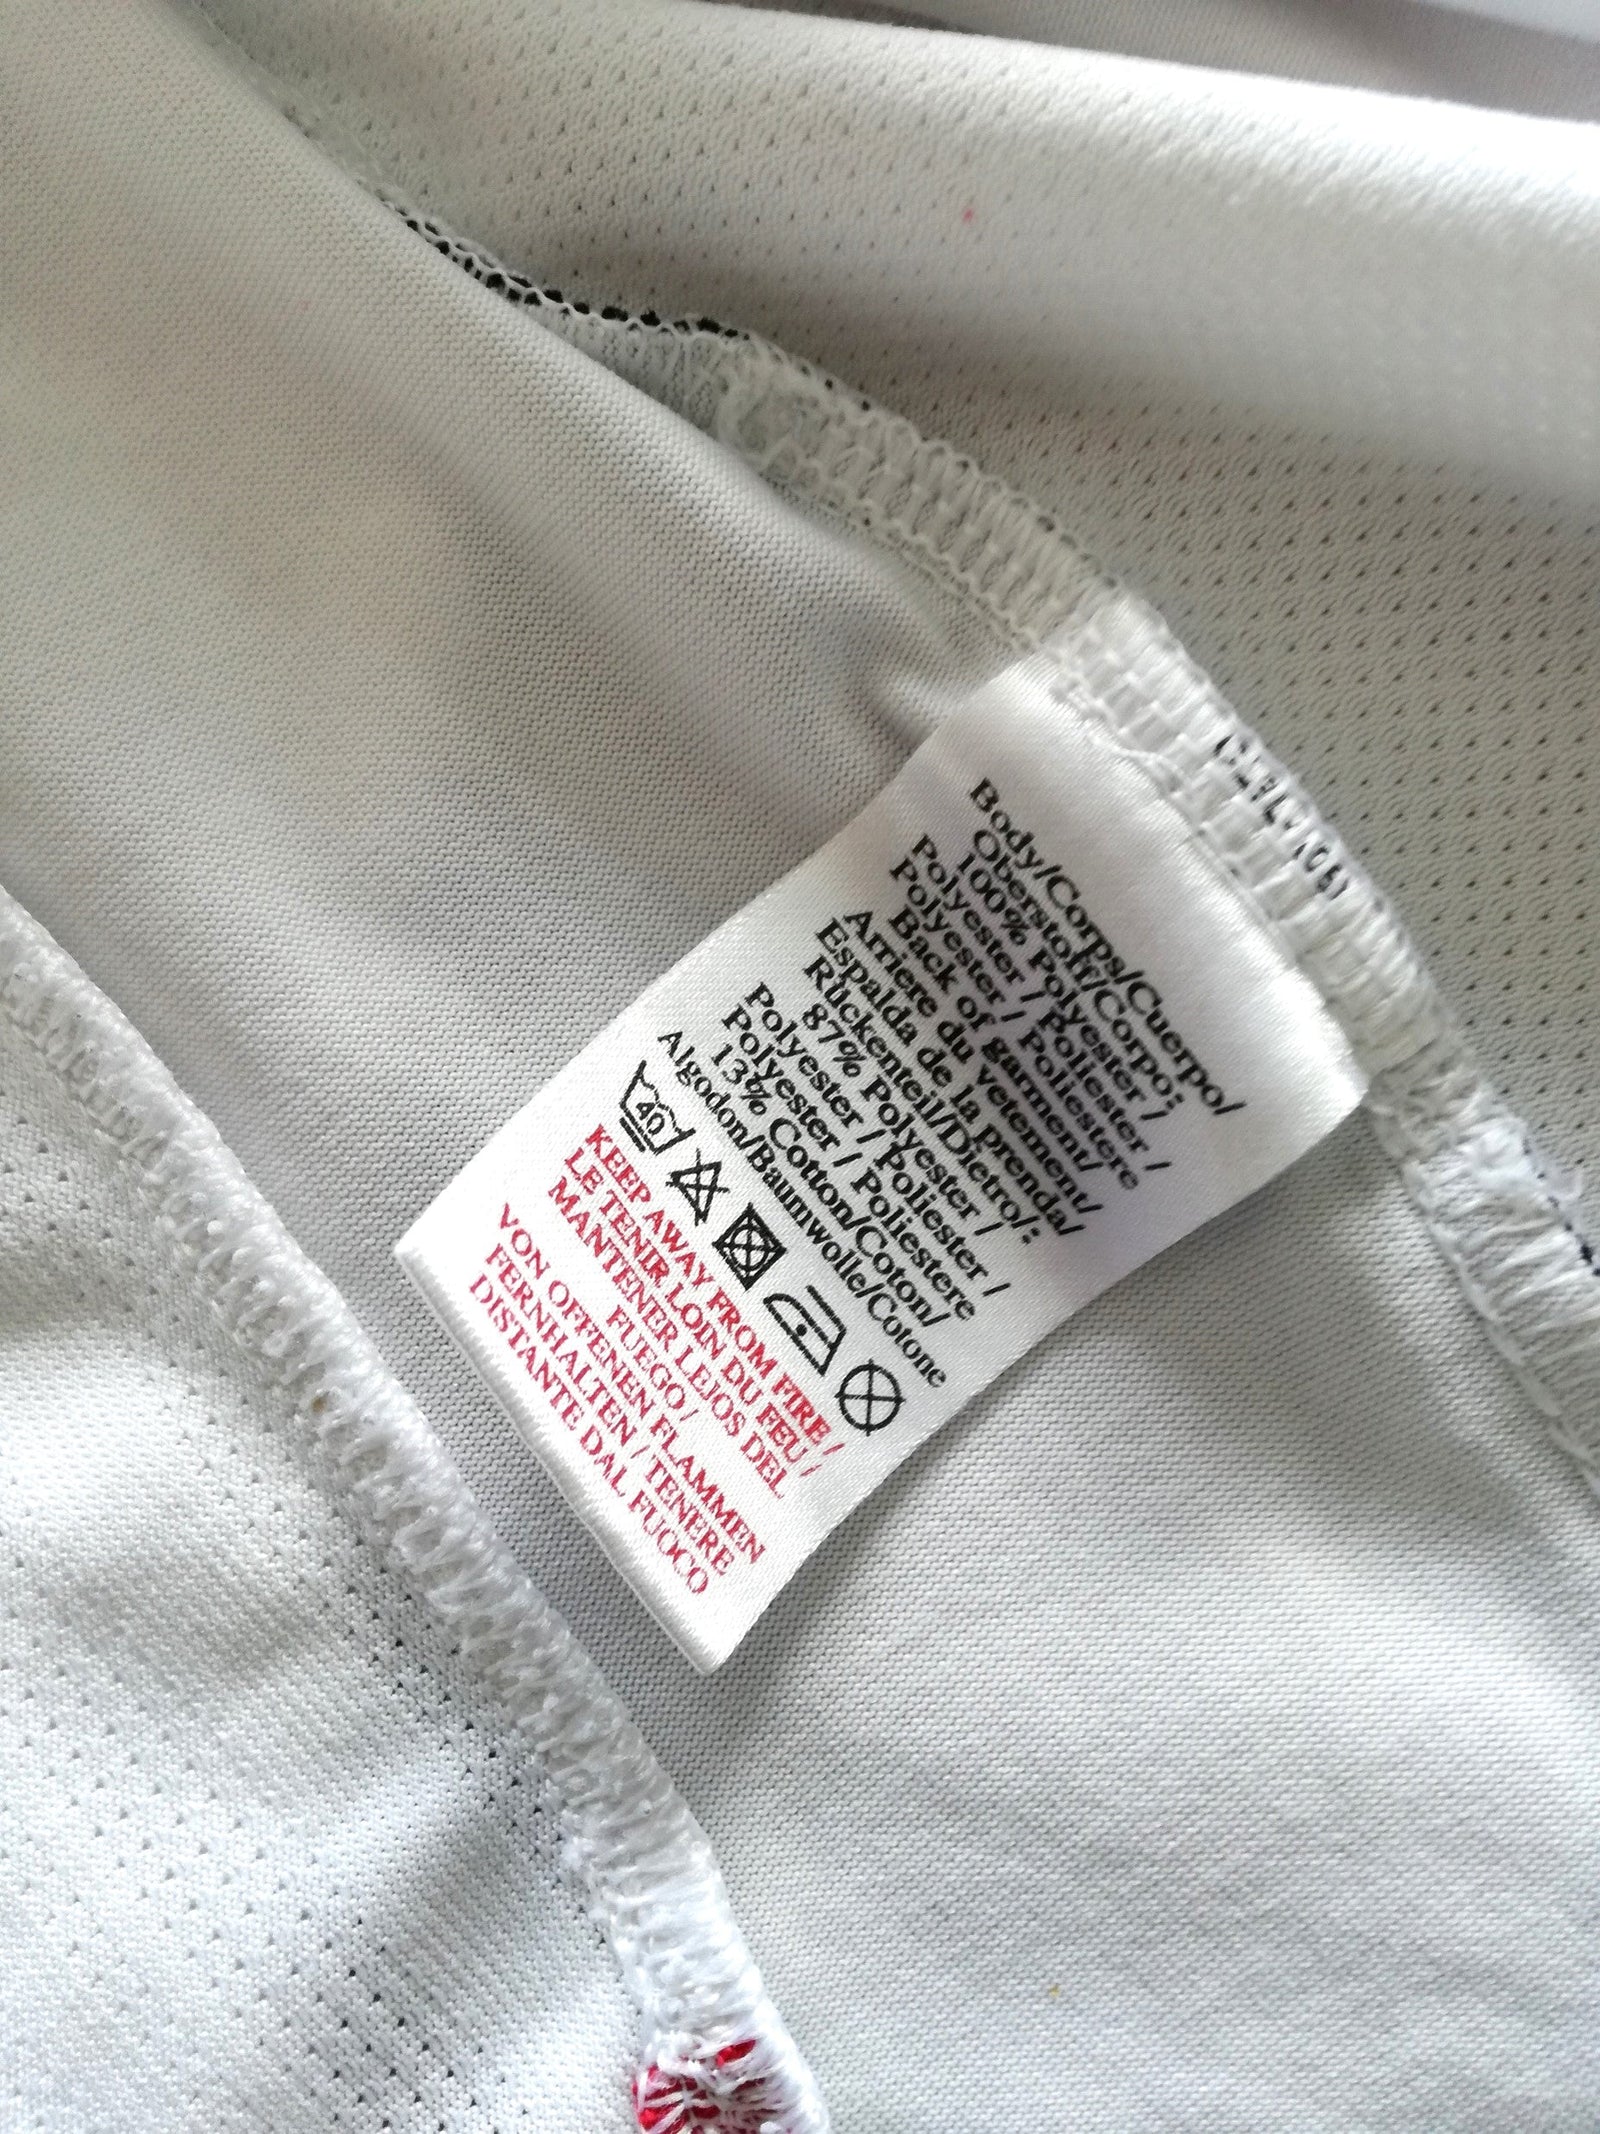 Body/Corps/Cuerpo/
Oberstoff/Corpo:
100% Polyester /
Polyester / Poliester /
Polyester / Poliestere
Back of garment/
Arriere du vetement/
Espalda de la prenda/
Rückenteil/Dietro/:
87% Polyester /
Polyester / Poliester /
Polyester / Poliestere
13% Cotton/Coton/
Algodon/Baumwolle/Cotone
40
KEEP AWAY FROM FIRE /
LE TENIR LOIN DU FEU /
MANTENER LEJOS DEL
FUEGO /
VON OFFENEN FLAMMEN
FERNHALTEN / TENERE
DISTANTE DAL FUOCO